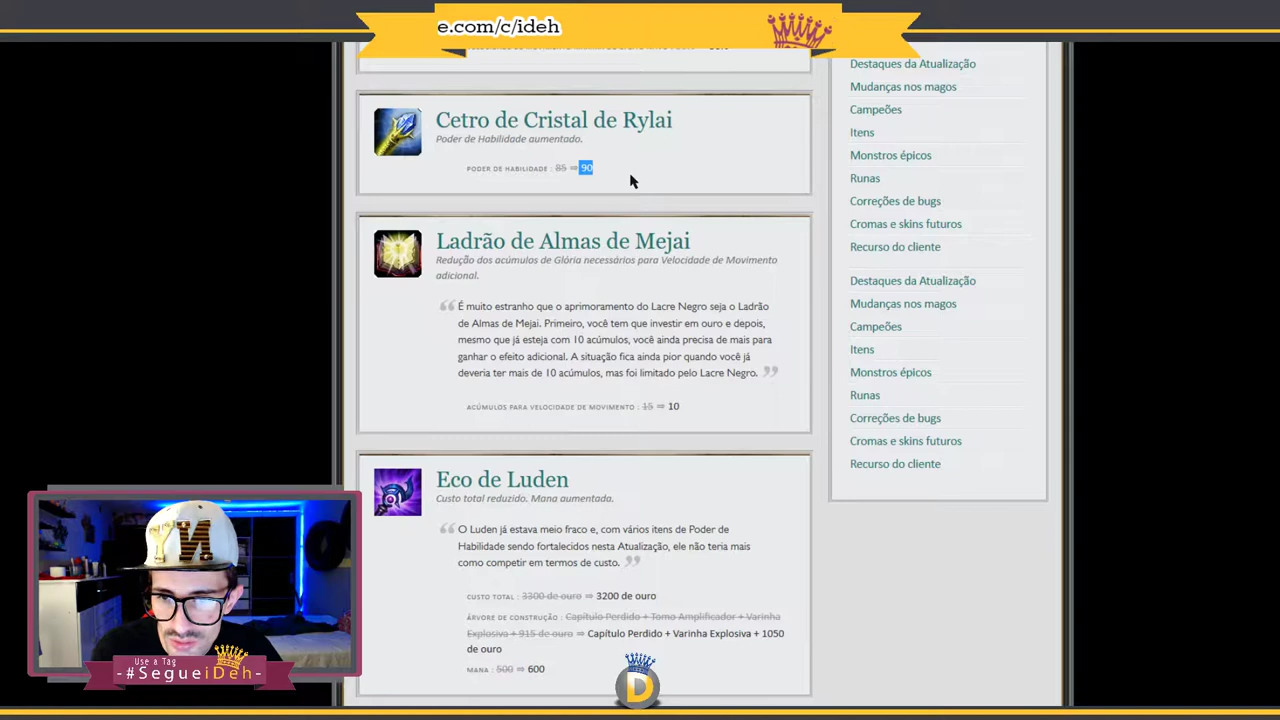 e.com/c/ideh
Cetro de Cristal de Rylai
Poder de Habilidade aumentado.
PODER DE HABILIDADE : 85 ⇒ 90
Ladrão de Almas de Mejai
Redução dos acúmulos de Glória necessários para Velocidade de Movimento
adicional.
“ É muito estranho que o aprimoramento do Lacre Negro seja o Ladrão
de Almas de Mejai. Primeiro, você tem que investir em ouro e depois,
mesmo que já esteja com 10 acúmulos, você ainda precisa de mais para
ganhar o efeito adicional. A situação fica ainda pior quando você já
deveria ter mais de 10 acúmulos, mas foi limitado pelo Lacre Negro. ”
ACÚMULOS PARA VELOCIDADE DE MOVIMENTO : 15 ⇒ 10
Eco de Luden
Custo total reduzido. Mana aumentada.
“ O Luden já estava meio fraco e, com vários itens de Poder de
Habilidade sendo fortalecidos nesta Atualização, ele não teria mais
como competir em termos de custo. ”
CUSTO TOTAL : 3300 de ouro ⇒ 3200 de ouro
ÁRVORE DE CONSTRUÇÃO : Capítulo Perdido + Tomo Amplificador + Varinha
Explosiva + 915 de ouro ⇒ Capítulo Perdido + Varinha Explosiva + 1050
de ouro
MANA : 500 ⇒ 600
Destaques da Atualização
Mudanças nos magos
Campeões
Itens
Monstros épicos
Runas
Correções de bugs
Cromas e skins futuros
Recurso do cliente
Destaques da Atualização
Mudanças nos magos
Campeões
Itens
Monstros épicos
Runas
Correções de bugs
Cromas e skins futuros
Recurso do cliente
Use a Tag
-#SegueiDeh-
D